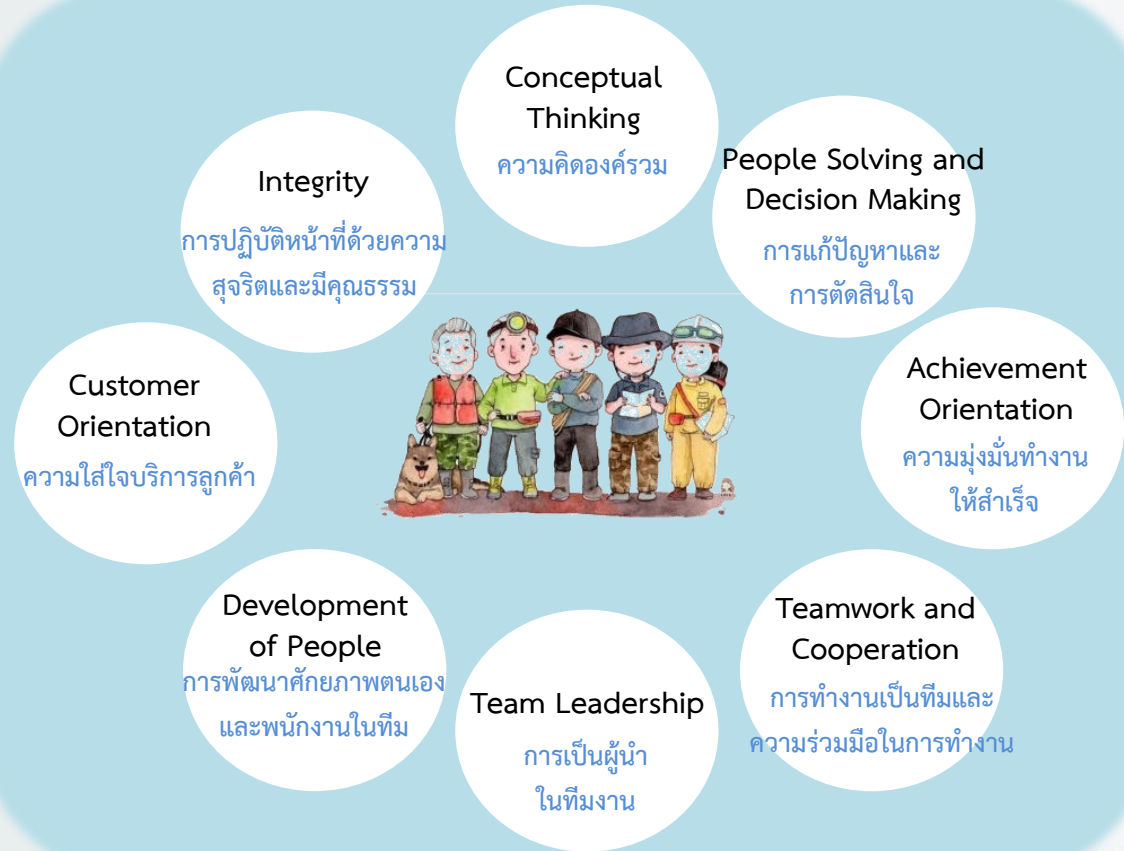 Conceptual
Thinking
ความคิดองค์รวม
People Solving and
Decision Making
การแก้ปัญหาและ
การตัดสินใจ
Achievement
Orientation
ความมุ่งมั่นทำงาน
ให้สำเร็จ
Teamwork and
Cooperation
การทำงานเป็นทีมและ
ความร่วมมือในการทำงาน
Team Leadership
การเป็นผู้นำ
ในทีมงาน
Development
of People
การพัฒนาศักยภาพตนเอง
และพนักงานในทีม
Customer
Orientation
ความใส่ใจบริการลูกค้า
Integrity
การปฏิบัติหน้าที่ด้วยความ
สุจริตและมีคุณธรรม